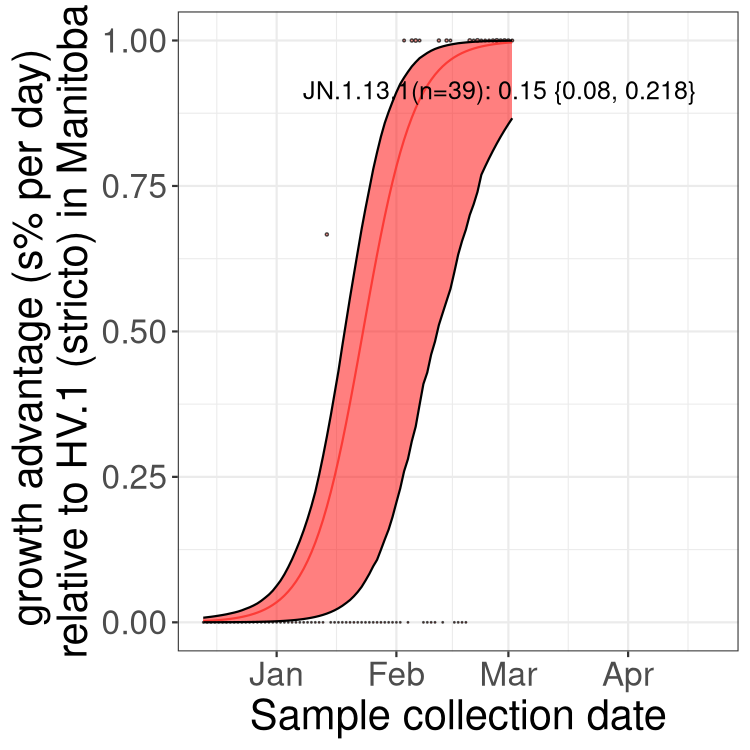 growth advantage (s% per day)
relative to HV.1 (stricto) in Manitoba
1.00
0.75
0.50
0.25
0.00
JN.1.13.1(n=39): 0.15 {0.08, 0.218}
Jan Feb Mar Apr
Sample collection date